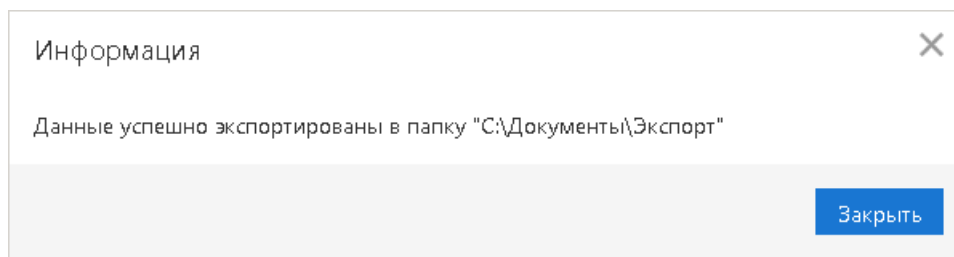 Информация
Данные успешно экспортированы в папку "C:\Документы\Экспорт"
Закрыть